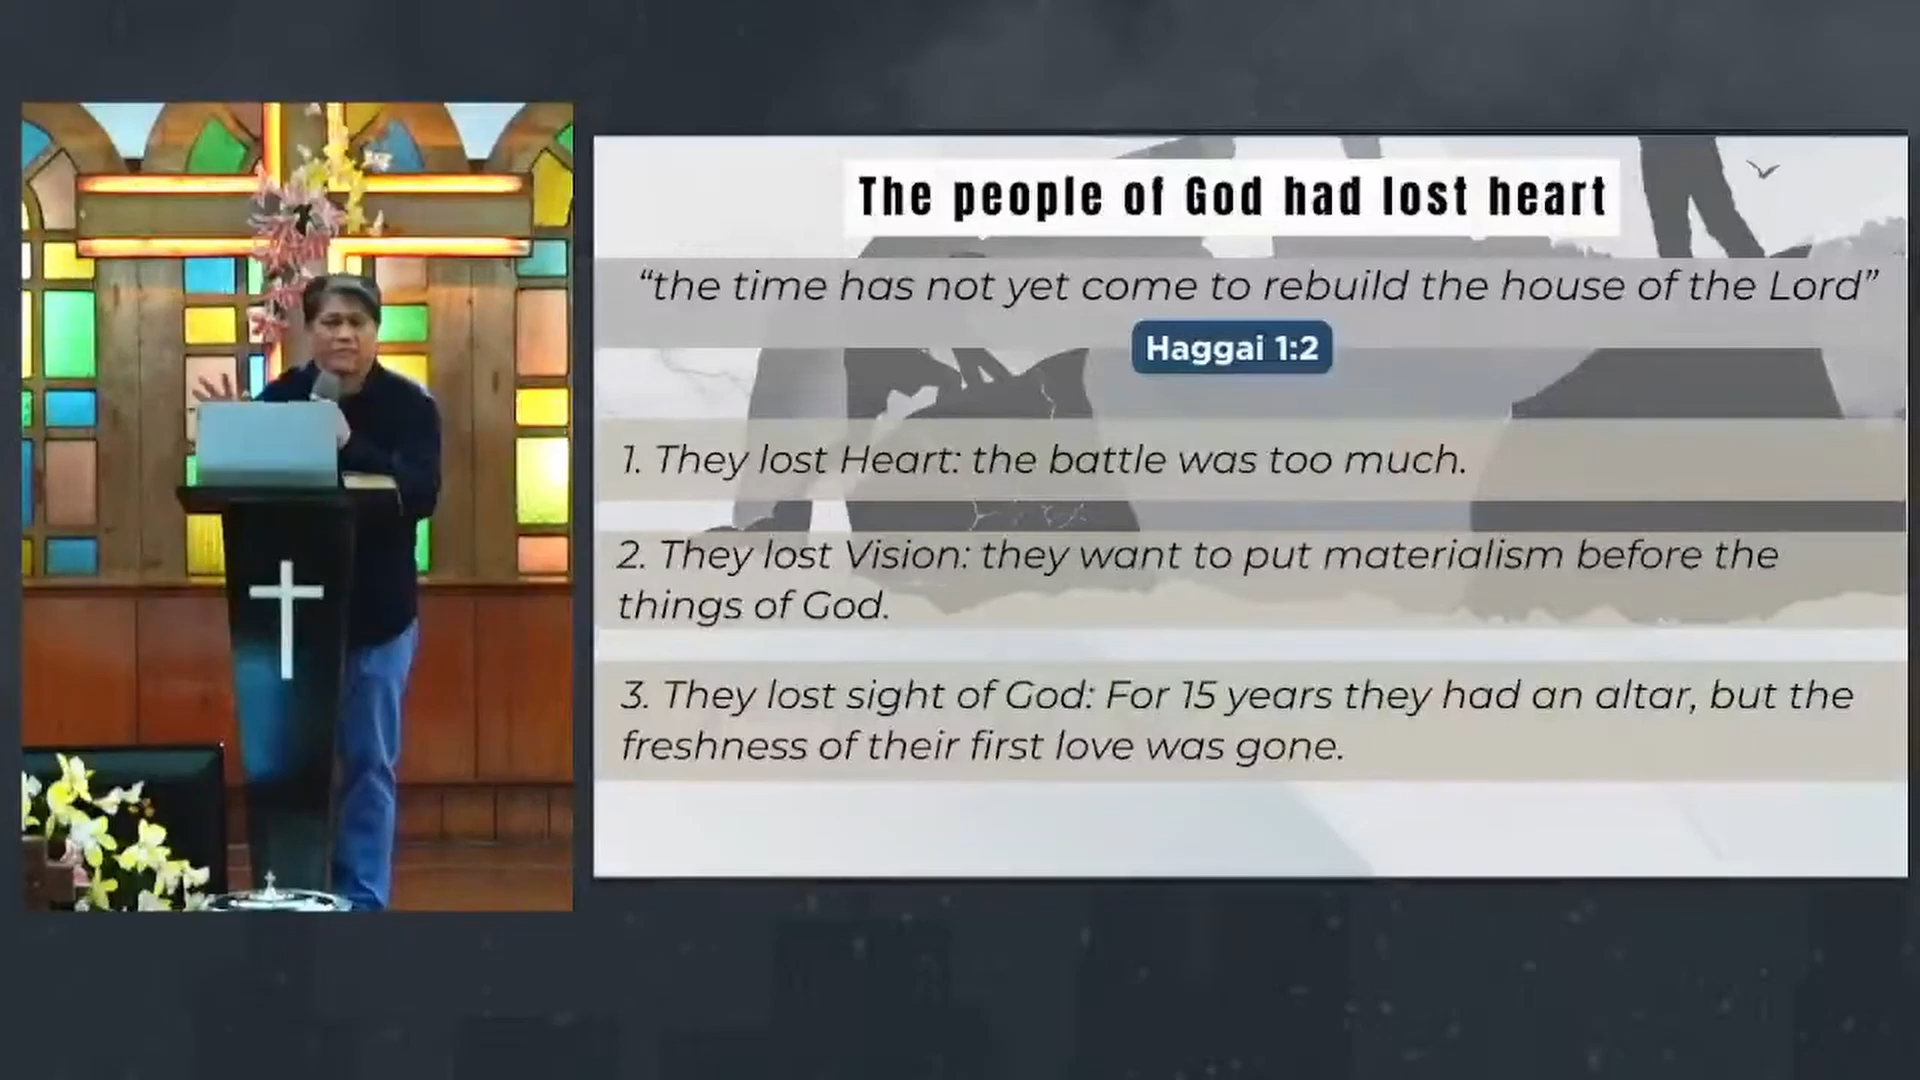 The people of God had lost heart
“the time has not yet come to rebuild the house of the Lord”
Haggai 1:2
1. They lost Heart: the battle was too much.
2. They lost Vision: they want to put materialism before the
things of God.
3. They lost sight of God: For 15 years they had an altar, but the
freshness of their first love was gone.